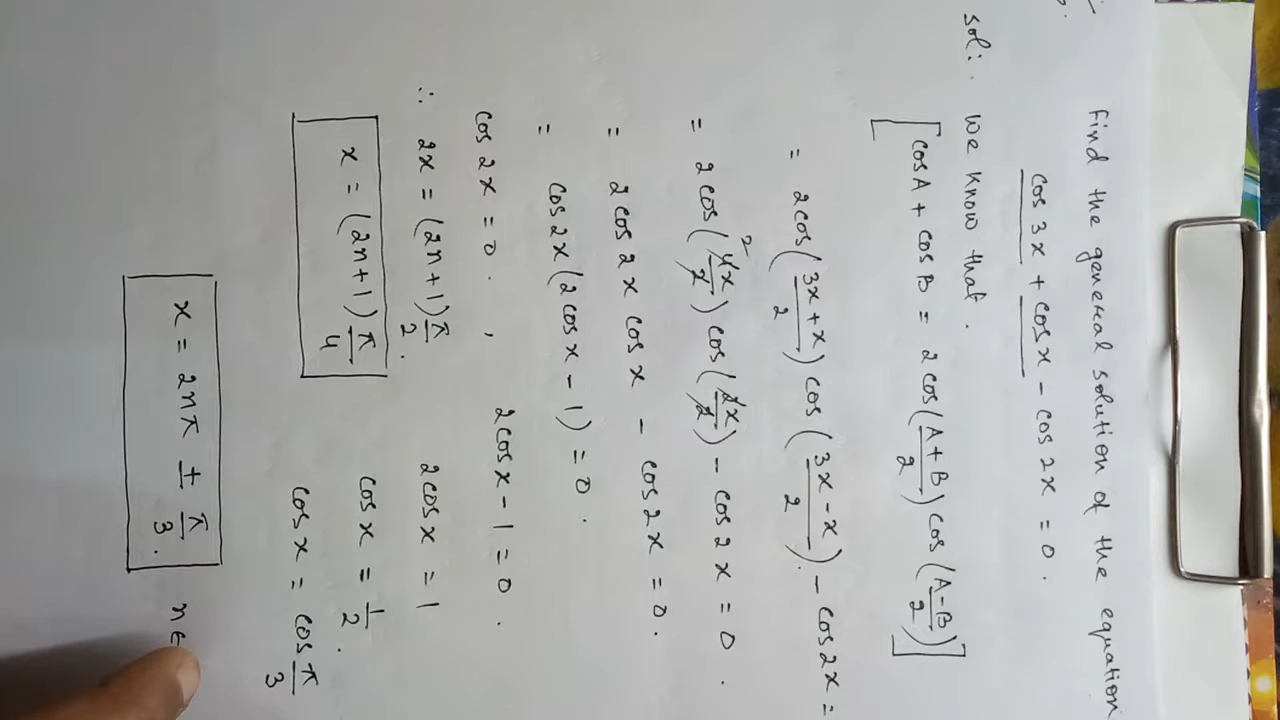 Find the general solution of the equation
cos 3x + cos x - cos 2x = 0.
sol:. We know that.
[cos A + cos B = 2 cos(A+B/2) cos(A-B/2)]
= 2cos(3x+x/2) cos(3x-x/2). - cos 2x =
= 2 cos(4x/2) cos(2x/2) - cos 2x = 0.
= 2 cos 2x cos x - cos 2x = 0.
= cos 2x (2 cos x - 1) = 0.
cos 2x = 0. , 2 cos x - 1 = 0.
∴ 2x = (2n+1)π/2. 2 cos x = 1
x = (2n+1)π/4 cos x = 1/2.
cos x = cos π/3
x = 2nπ ± π/3. n ∈